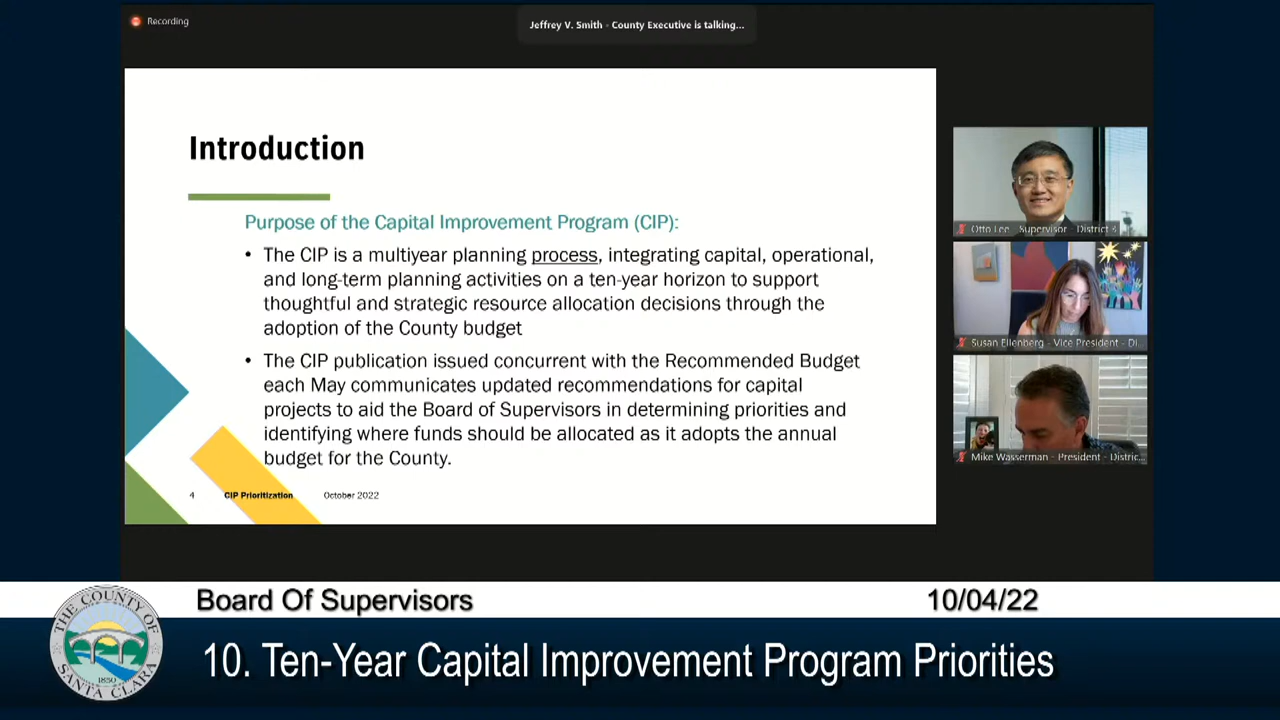 Recording
Jeffrey V. Smith - County Executive is talking...
Introduction
Purpose of the Capital Improvement Program (CIP):
• The CIP is a multiyear planning process, integrating capital, operational,
and long-term planning activities on a ten-year horizon to support
thoughtful and strategic resource allocation decisions through the
adoption of the County budget
• The CIP publication issued concurrent with the Recommended Budget
each May communicates updated recommendations for capital
projects to aid the Board of Supervisors in determining priorities and
identifying where funds should be allocated as it adopts the annual
budget for the County.
4 CIP Prioritization October 2022
Otto Lee - Supervisor - District 3
Susan Ellenberg - Vice President - Di...
Mike Wasserman - President - Distric...
Board Of Supervisors 10/04/22
10. Ten-Year Capital Improvement Program Priorities
THE COUNTY OF
SANTA CLARA
1850